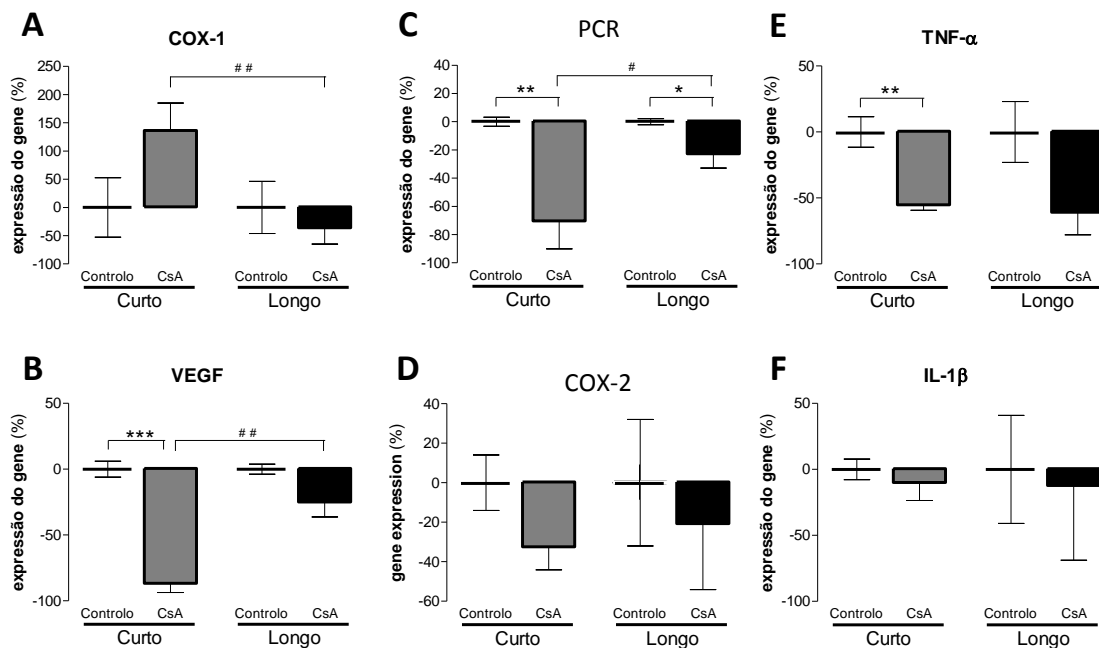 A
COX-1
expressão do gene (%)
250
200
150
100
50
0
-50
-100
# #
Controlo CsA Controlo CsA
Curto Longo
B
VEGF
expressão do gene (%)
50
0
-50
-100
***
# #
Controlo CsA Controlo CsA
Curto Longo
C
PCR
expressão do gene (%)
40
20
0
-20
-40
-60
-80
-100
#
** *
Controlo CsA Controlo CsA
Curto Longo
D
COX-2
gene expression (%)
40
20
0
-20
-40
-60
Controlo CsA Controlo CsA
Curto Longo
E
TNF-α
expressão do gene (%)
50
0
-50
-100
**
Controlo CsA Controlo CsA
Curto Longo
F
IL-1β
expressão do gene (%)
50
0
-50
-100
Controlo CsA Controlo CsA
Curto Longo